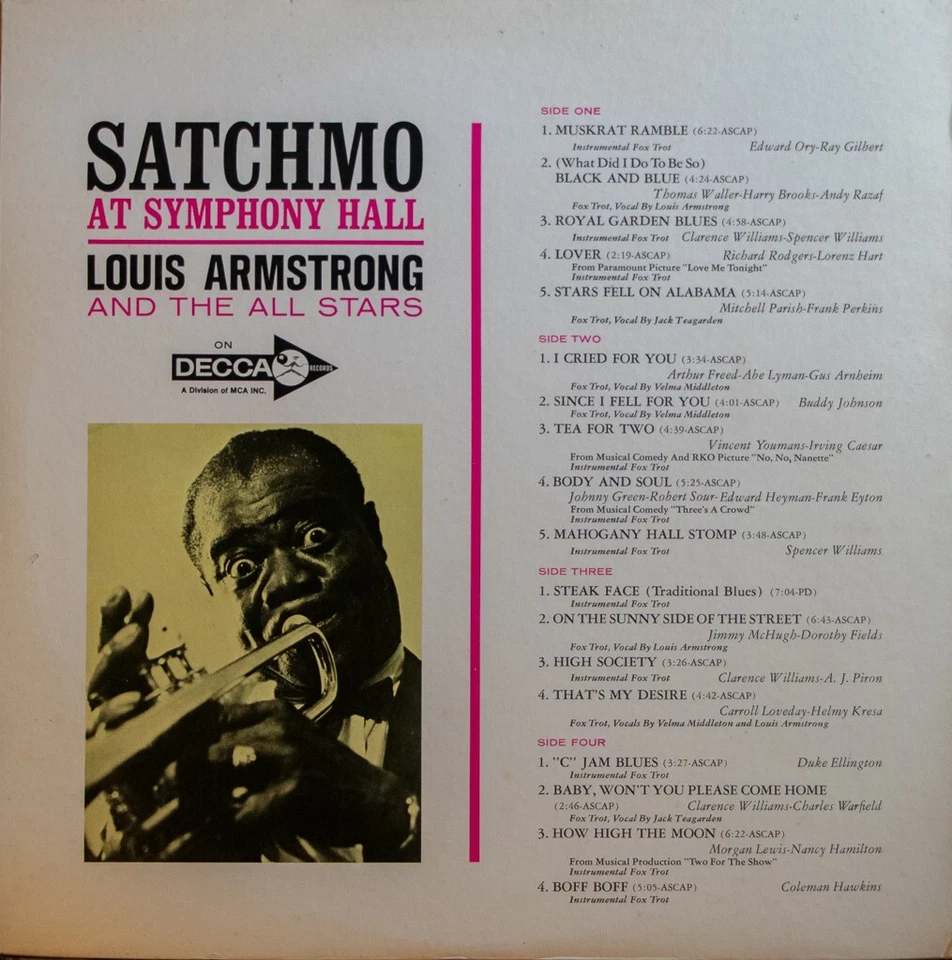 SATCHMO
AT SYMPHONY HALL
LOUIS ARMSTRONG
AND THE ALL STARS
ON
DECCA RECORDS
A Division of MCA INC.
SIDE ONE
1. MUSKRAT RAMBLE (6:22-ASCAP)
Instrumental Fox Trot Edward Ory-Ray Gilbert
2. (What Did I Do To Be So)
BLACK AND BLUE (4:24-ASCAP)
Thomas Waller-Harry Brooks-Andy Razaf
Fox Trot, Vocal By Louis Armstrong
3. ROYAL GARDEN BLUES (4:58-ASCAP)
Instrumental Fox Trot Clarence Williams-Spencer Williams
4. LOVER (2:19-ASCAP) Richard Rodgers-Lorenz Hart
From Paramount Picture "Love Me Tonight"
Instrumental Fox Trot
5. STARS FELL ON ALABAMA (5:14-ASCAP)
Mitchell Parish-Frank Perkins
Fox Trot, Vocal By Jack Teagarden
SIDE TWO
1. I CRIED FOR YOU (3:34-ASCAP)
Arthur Freed-Abe Lyman-Gus Arnheim
Fox Trot, Vocal By Velma Middleton
2. SINCE I FELL FOR YOU (4:01-ASCAP) Buddy Johnson
Fox Trot, Vocal By Velma Middleton
3. TEA FOR TWO (4:39-ASCAP)
Vincent Youmans-Irving Caesar
From Musical Comedy And RKO Picture "No, No, Nanette"
Instrumental Fox Trot
4. BODY AND SOUL (5:25-ASCAP)
Johnny Green-Robert Sour-Edward Heyman-Frank Eyton
From Musical Comedy "Three's A Crowd"
Instrumental Fox Trot
5. MAHOGANY HALL STOMP (3:48-ASCAP)
Instrumental Fox Trot Spencer Williams
SIDE THREE
1. STEAK FACE (Traditional Blues) (7:04-PD)
Instrumental Fox Trot
2. ON THE SUNNY SIDE OF THE STREET (6:43-ASCAP)
Jimmy McHugh-Dorothy Fields
Fox Trot, Vocal By Louis Armstrong
3. HIGH SOCIETY (3:26-ASCAP)
Instrumental Fox Trot Clarence Williams-A. J. Piron
4. THAT'S MY DESIRE (4:42-ASCAP)
Carroll Loveday-Helmy Kresa
Fox Trot, Vocals By Velma Middleton and Louis Armstrong
SIDE FOUR
1. "C" JAM BLUES (3:27-ASCAP) Duke Ellington
Instrumental Fox Trot
2. BABY, WON'T YOU PLEASE COME HOME
(2:46-ASCAP) Clarence Williams-Charles Warfield
Fox Trot, Vocal By Jack Teagarden
3. HOW HIGH THE MOON (6:22-ASCAP)
Morgan Lewis-Nancy Hamilton
From Musical Production "Two For The Show"
Instrumental Fox Trot
4. BOFF BOFF (5:05-ASCAP) Coleman Hawkins
Instrumental Fox Trot